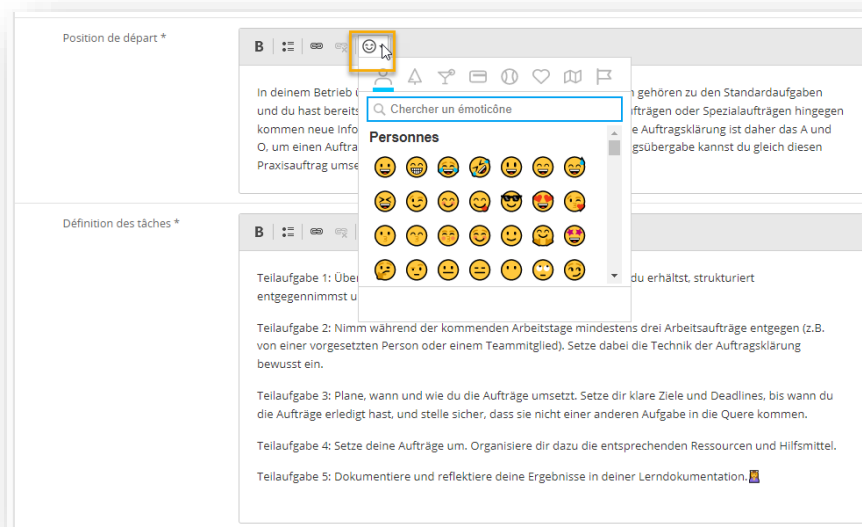 Position de départ *
B
Chercher un émoticône
Personnes
In deinem Betrieb
gehören zu den Standardaufgaben
und du hast bereits
ufträgen oder Spezialaufträgen hingegen
kommen neue Info
e Auftragsklärung ist daher das A und
O, um einen Auftra
gsübergabe kannst du gleich diesen
Praxisauftrag umse
Définition des tâches *
B
Teilaufgabe 1: Über
du erhältst, strukturiert
entgegennimmst u
Teilaufgabe 2: Nimm während der kommenden Arbeitstage mindestens drei Arbeitsaufträge entgegen (z.B.
von einer vorgesetzten Person oder einem Teammitglied). Setze dabei die Technik der Auftragsklärung
bewusst ein.
Teilaufgabe 3: Plane, wann und wie du die Aufträge umsetzt. Setze dir klare Ziele und Deadlines, bis wann du
die Aufträge erledigt hast, und stelle sicher, dass sie nicht einer anderen Aufgabe in die Quere kommen.
Teilaufgabe 4: Setze deine Aufträge um. Organisiere dir dazu die entsprechenden Ressourcen und Hilfsmittel.
Teilaufgabe 5: Dokumentiere und reflektiere deine Ergebnisse in deiner Lerndokumentation.